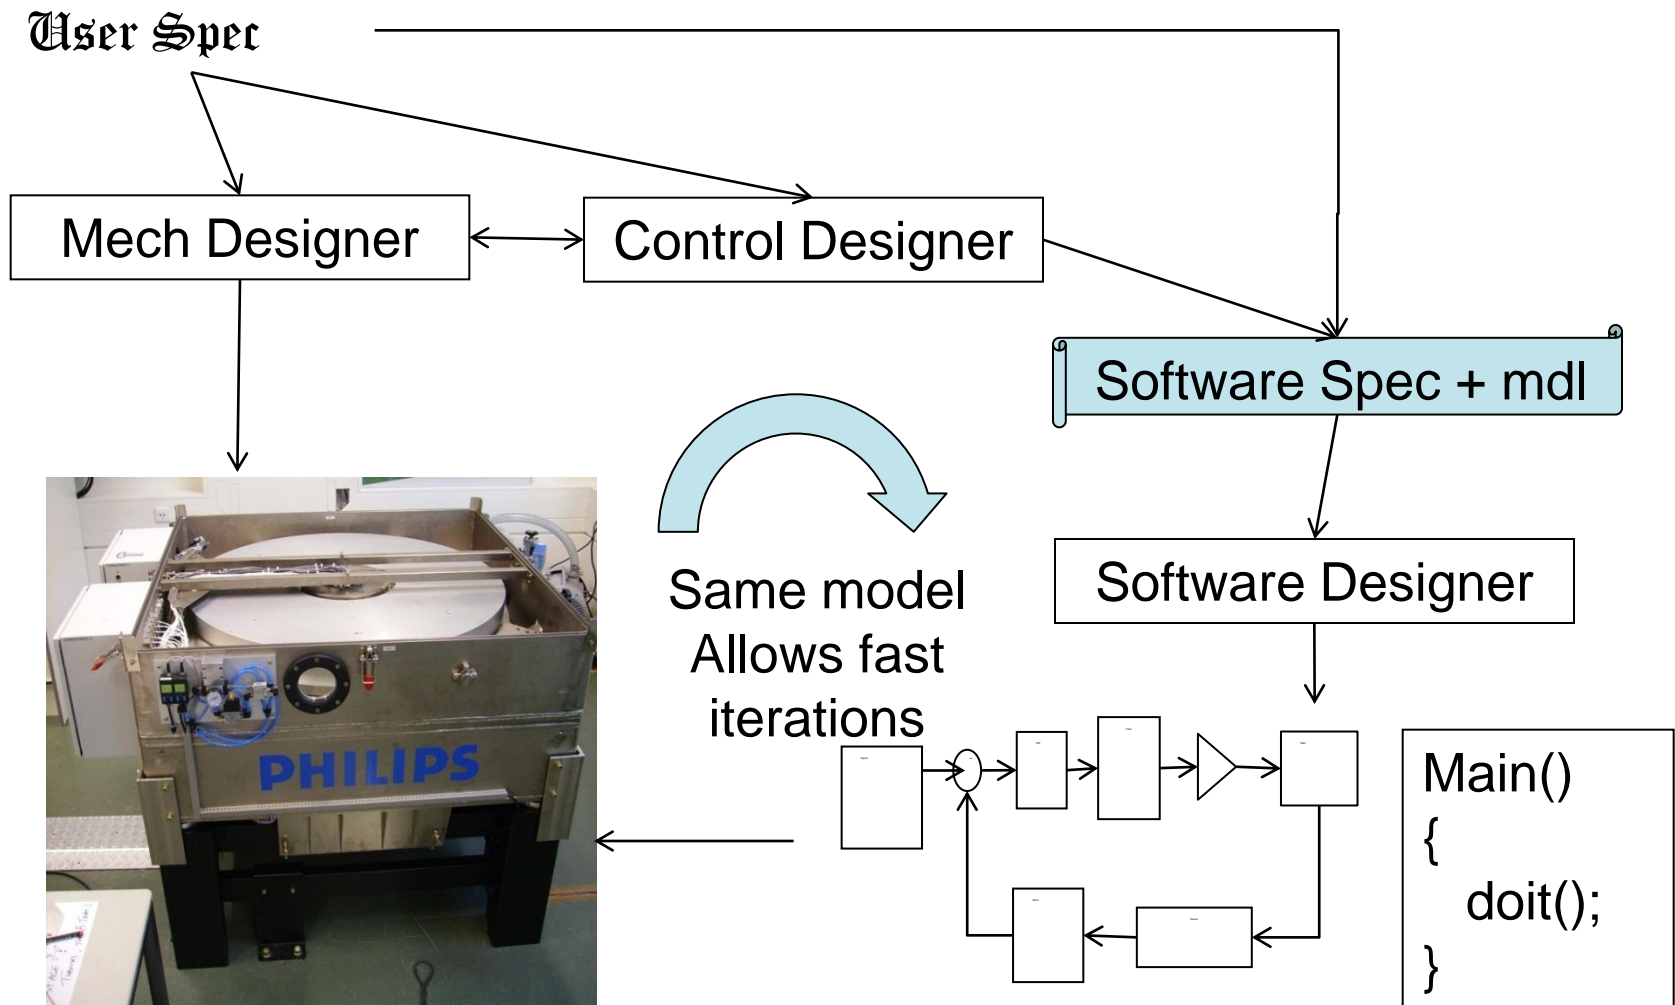 User Spec
Mech Designer
Control Designer
Software Spec + mdl
Same model
Allows fast
iterations
Software Designer
PHILIPS
Main()
{
doit();
}